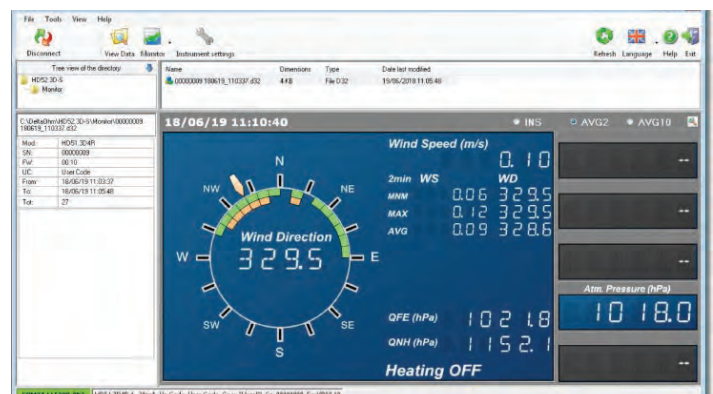 File Tools View Help
Disconnect View Data Monitor Instrument settings Refresh Language Help Exit
Tree view of the directory
HD52.3D-S
Monitor
Name Dimensions Type Date last modified
00000009 180619_110337.d32 4 KB File D32 19/06/2018 11.05.48
C:\DeltaOhm\HD52.3D-S\Monitor\00000009
180619_110337.d32
Mod: HD51.3D4R
SN: 00000009
FW: 00.10
UC: User Code
From: 18/06/19 11:03:37
To: 18/06/19 11:05:48
Tot: 27
18/06/19 11:10:40
INS AVG2 AVG10
N
NE
E
SE
S
SW
W
NW
Wind Direction
329.5
Wind Speed (m/s)
0.10
2min WS WD
MNM 0.06 329.5
MAX 0.12 329.5
AVG 0.09 328.6
QFE (hPa) 1021.8
QNH (hPa) 1152.1
Heating OFF
--
--
--
Atm. Pressure (hPa)
1018.0
--